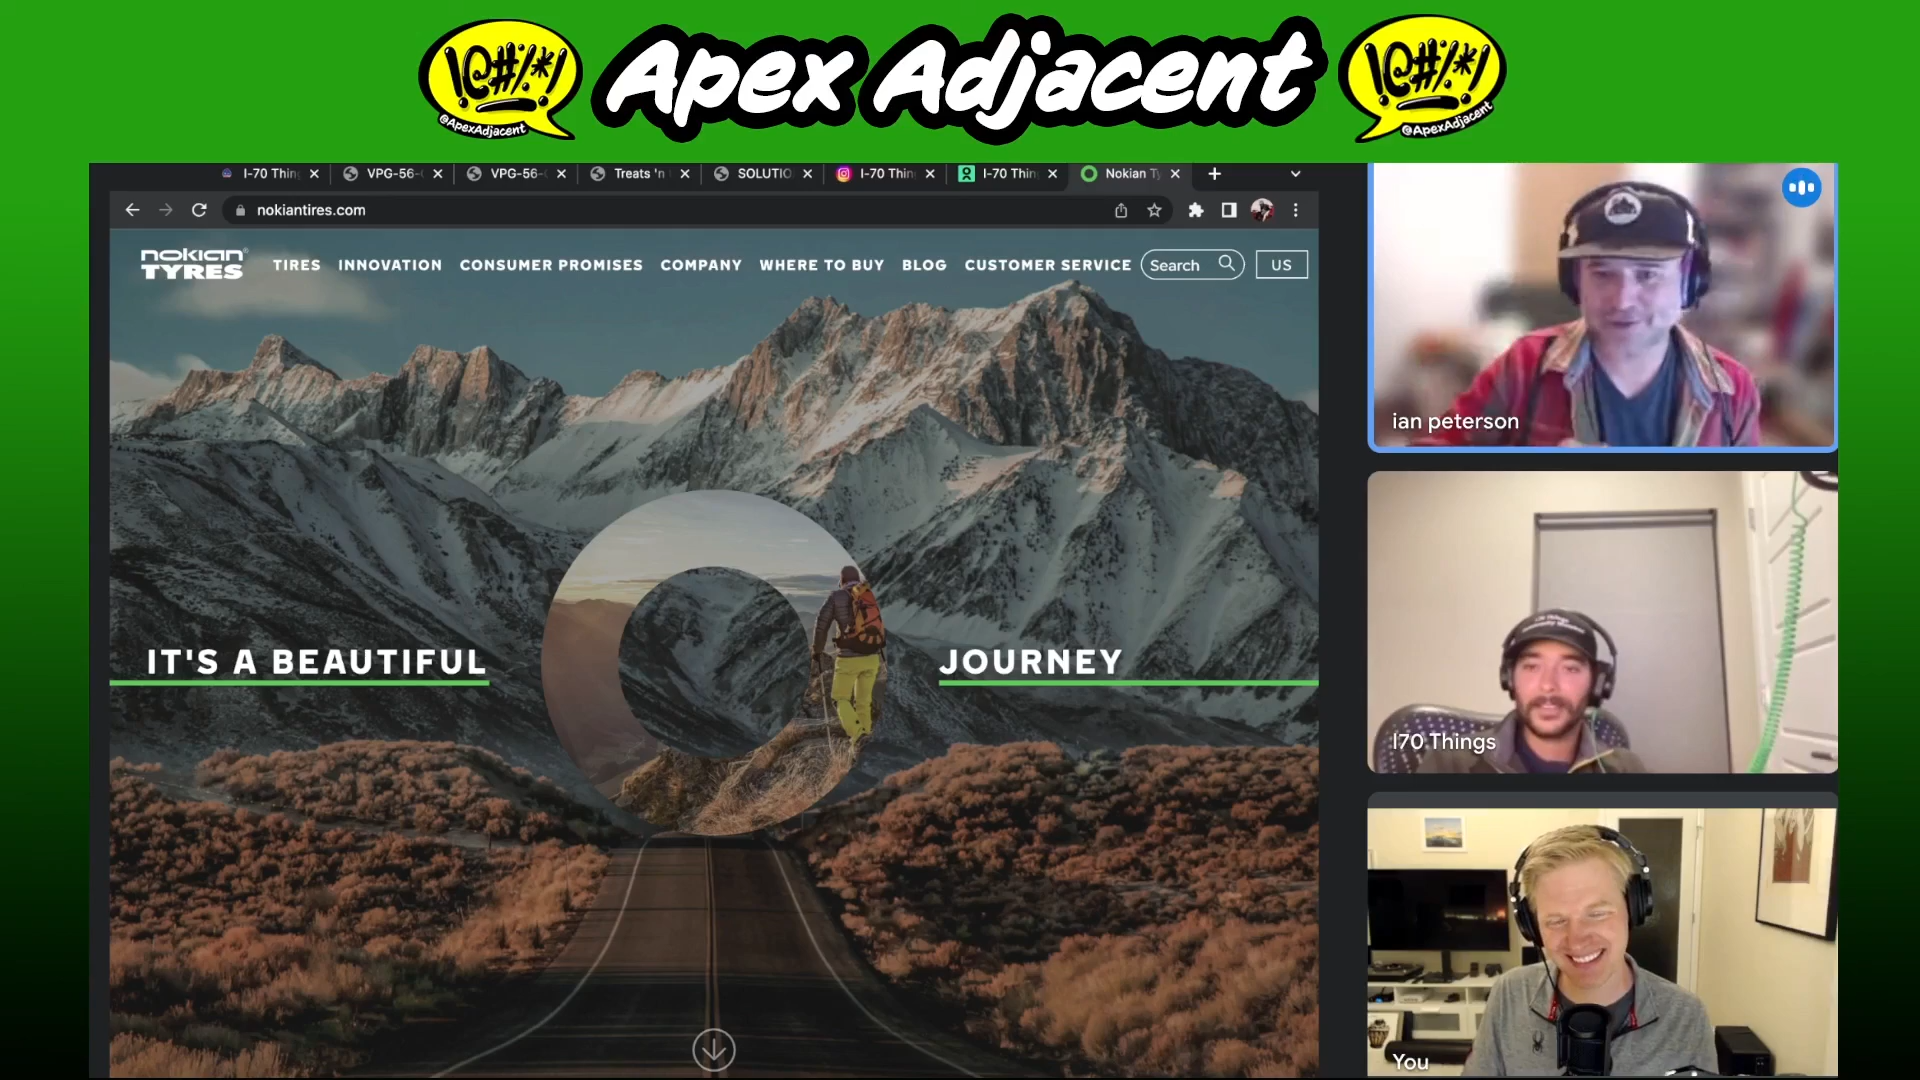 !@#/*!
@ApexAdjacent
Apex Adjacent
!@#/*!
@ApexAdjacent
I-70 Thin
VPG-56-
VPG-56-
Treats 'n
SOLUTIO
I-70 Thin
I-70 Thin
Nokian Ty
nokiantires.com
nokian®
TYRES
TIRES
INNOVATION
CONSUMER PROMISES
COMPANY
WHERE TO BUY
BLOG
CUSTOMER SERVICE
Search
US
IT'S A BEAUTIFUL
JOURNEY
ian peterson
I70 Things
You